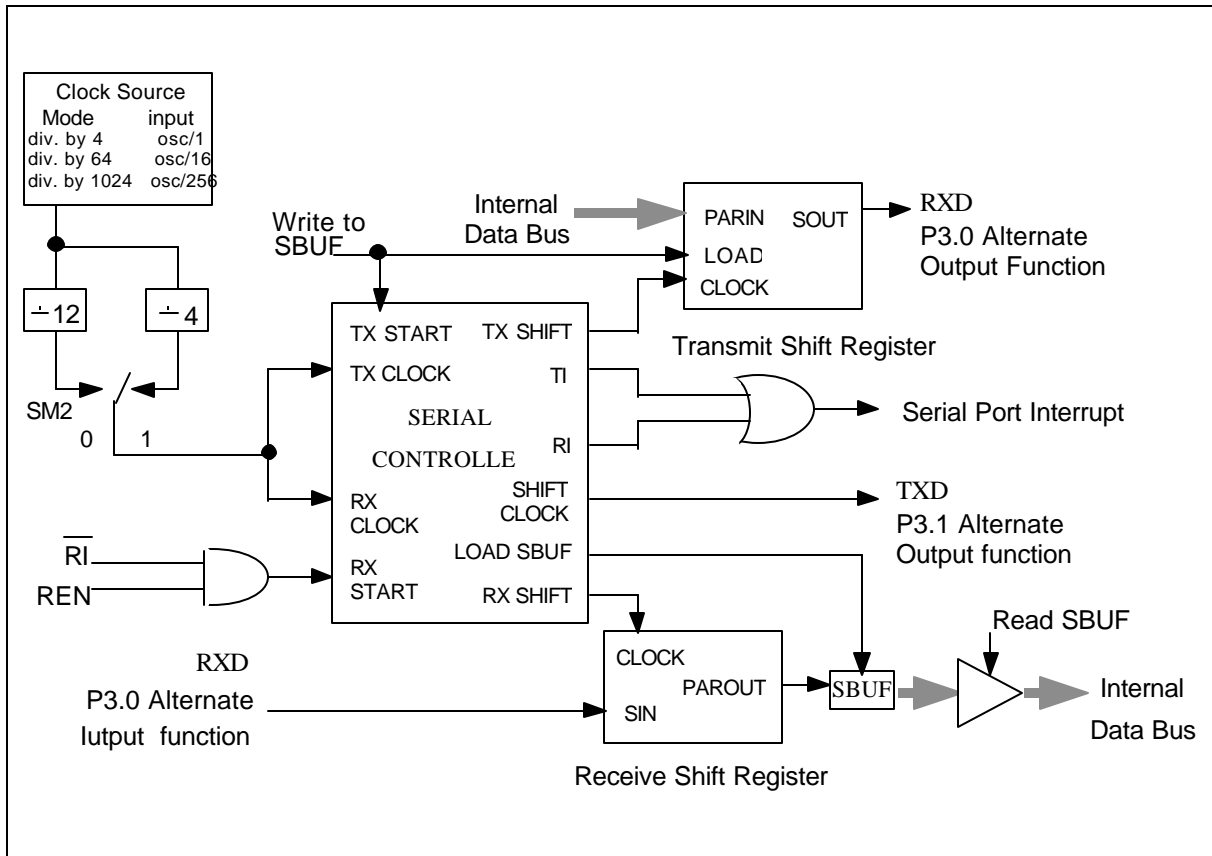 Clock Source
Mode input
div. by 4 osc/1
div. by 64 osc/16
div. by 1024 osc/256
÷12
÷4
SM2
0 1
Write to
SBUF
Internal
Data Bus
PARIN SOUT
LOAD
CLOCK
RXD
P3.0 Alternate
Output Function
Transmit Shift Register
TX START TX SHIFT
TX CLOCK TI
SERIAL
RI
CONTROLLE
RX SHIFT
CLOCK CLOCK
LOAD SBUF
RX
START RX SHIFT
Serial Port Interrupt
TXD
P3.1 Alternate
Output function
RI
REN
RXD
P3.0 Alternate
Iutput function
CLOCK
PAROUT
SIN
Receive Shift Register
SBUF
Read SBUF
Internal
Data Bus